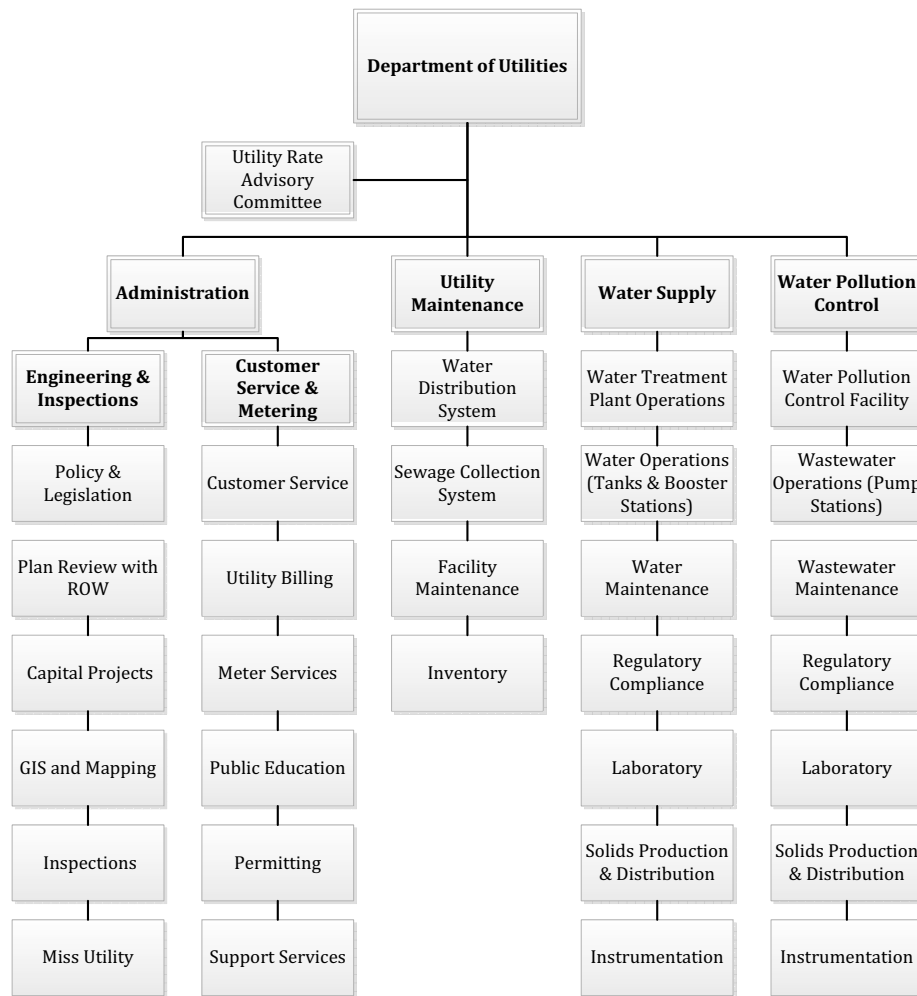 Department of Utilities
Utility Rate
Advisory
Committee
Administration
Utility
Maintenance
Water Supply
Water Pollution
Control
Engineering &
Inspections
Customer
Service &
Metering
Water
Distribution
System
Water Treatment
Plant Operations
Water Pollution
Control Facility
Policy &
Legislation
Customer Service
Sewage Collection
System
Water Operations
(Tanks & Booster
Stations)
Wastewater
Operations (Pump
Stations)
Plan Review with
ROW
Utility Billing
Facility
Maintenance
Water
Maintenance
Wastewater
Maintenance
Capital Projects
Meter Services
Inventory
Regulatory
Compliance
Regulatory
Compliance
GIS and Mapping
Public Education
Laboratory
Laboratory
Inspections
Permitting
Solids Production
& Distribution
Solids Production
& Distribution
Miss Utility
Support Services
Instrumentation
Instrumentation